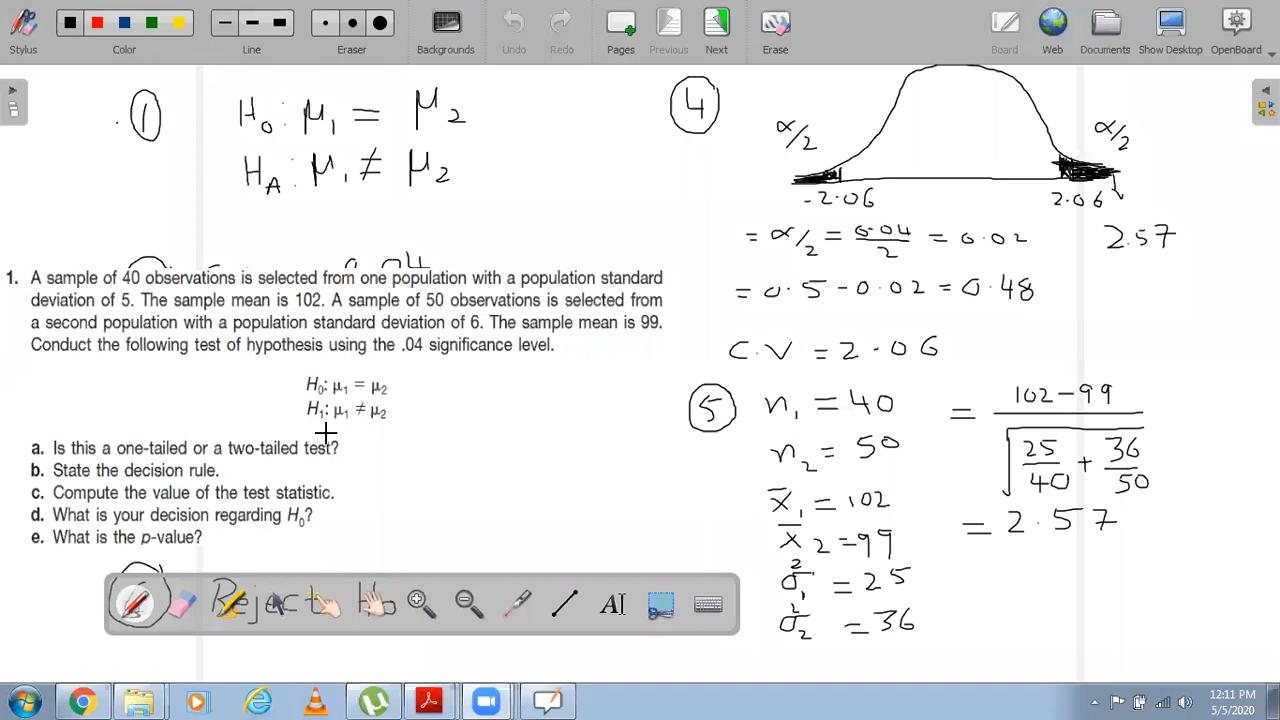 Stylus
Color
Line
Eraser
Backgrounds
Undo
Redo
Pages
Previous
Next
Erase
Board
Web
Documents
Show Desktop
OpenBoard
① H₀: μ₁ = μ₂
H_A: μ₁ ≠ μ₂
0.04
1. A sample of 40 observations is selected from one population with a population standard
deviation of 5. The sample mean is 102. A sample of 50 observations is selected from
a second population with a population standard deviation of 6. The sample mean is 99.
Conduct the following test of hypothesis using the .04 significance level.
H₀: μ₁ = μ₂
H₁: μ₁ ≠ μ₂
a. Is this a one-tailed or a two-tailed test?
b. State the decision rule.
c. Compute the value of the test statistic.
d. What is your decision regarding H₀?
e. What is the p-value?
Reject H₀
④
α/2 α/2
-2.06 2.06
= α/2 = 0.04/2 = 0.02 2.57
= 0.5 - 0.02 = 0.48
C.V = 2.06
⑤ n₁ = 40
n₂ = 50
x̄₁ = 102
x̄₂ = 99
σ₁² = 25
σ₂² = 36
= (102 - 99) / √(25/40 + 36/50)
= 2.57
12:11 PM
5/5/2020